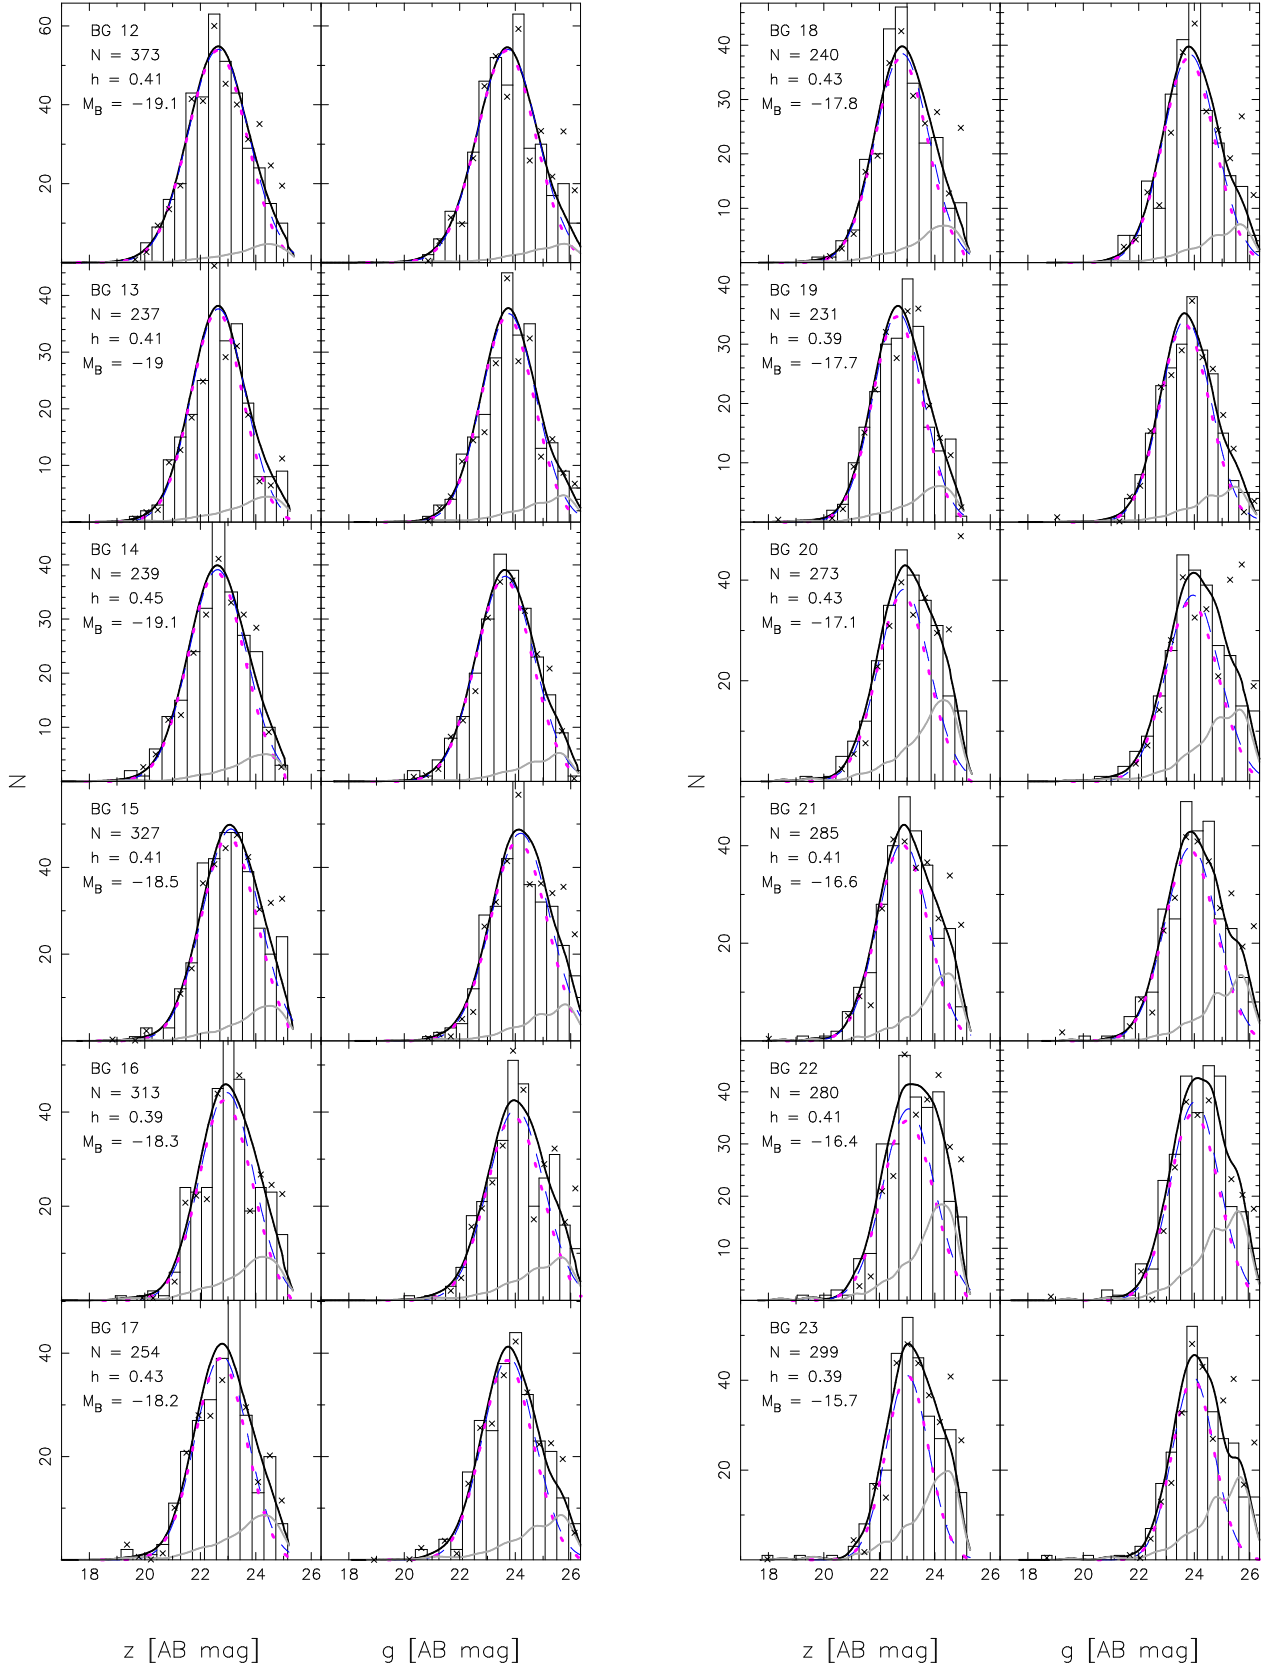 BG 12
N = 373
h = 0.41
M_B = −19.1
60
40
20
BG 13
N = 237
h = 0.41
M_B = −19
40
30
20
10
BG 14
N = 239
h = 0.45
M_B = −19.1
40
30
20
10
BG 15
N = 327
h = 0.41
M_B = −18.5
40
20
BG 16
N = 313
h = 0.39
M_B = −18.3
40
20
BG 17
N = 254
h = 0.43
M_B = −18.2
40
20
N
18 20 22 24 26 20 22 24 26
z [AB mag] g [AB mag]
BG 18
N = 240
h = 0.43
M_B = −17.8
40
30
20
10
BG 19
N = 231
h = 0.39
M_B = −17.7
40
30
20
10
BG 20
N = 273
h = 0.43
M_B = −17.1
40
20
BG 21
N = 285
h = 0.41
M_B = −16.6
40
20
BG 22
N = 280
h = 0.41
M_B = −16.4
40
30
20
10
BG 23
N = 299
h = 0.39
M_B = −15.7
40
20
N
18 20 22 24 26 20 22 24 26
z [AB mag] g [AB mag]